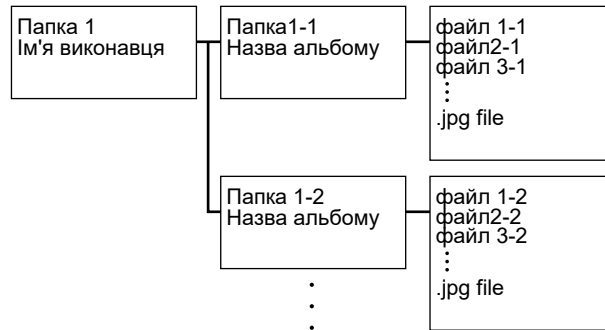 Папка 1
Ім'я виконавця
Папка1-1
Назва альбому
файл 1-1
файл2-1
файл 3-1
.jpg file
Папка 1-2
Назва альбому
файл 1-2
файл2-2
файл 3-2
.jpg file